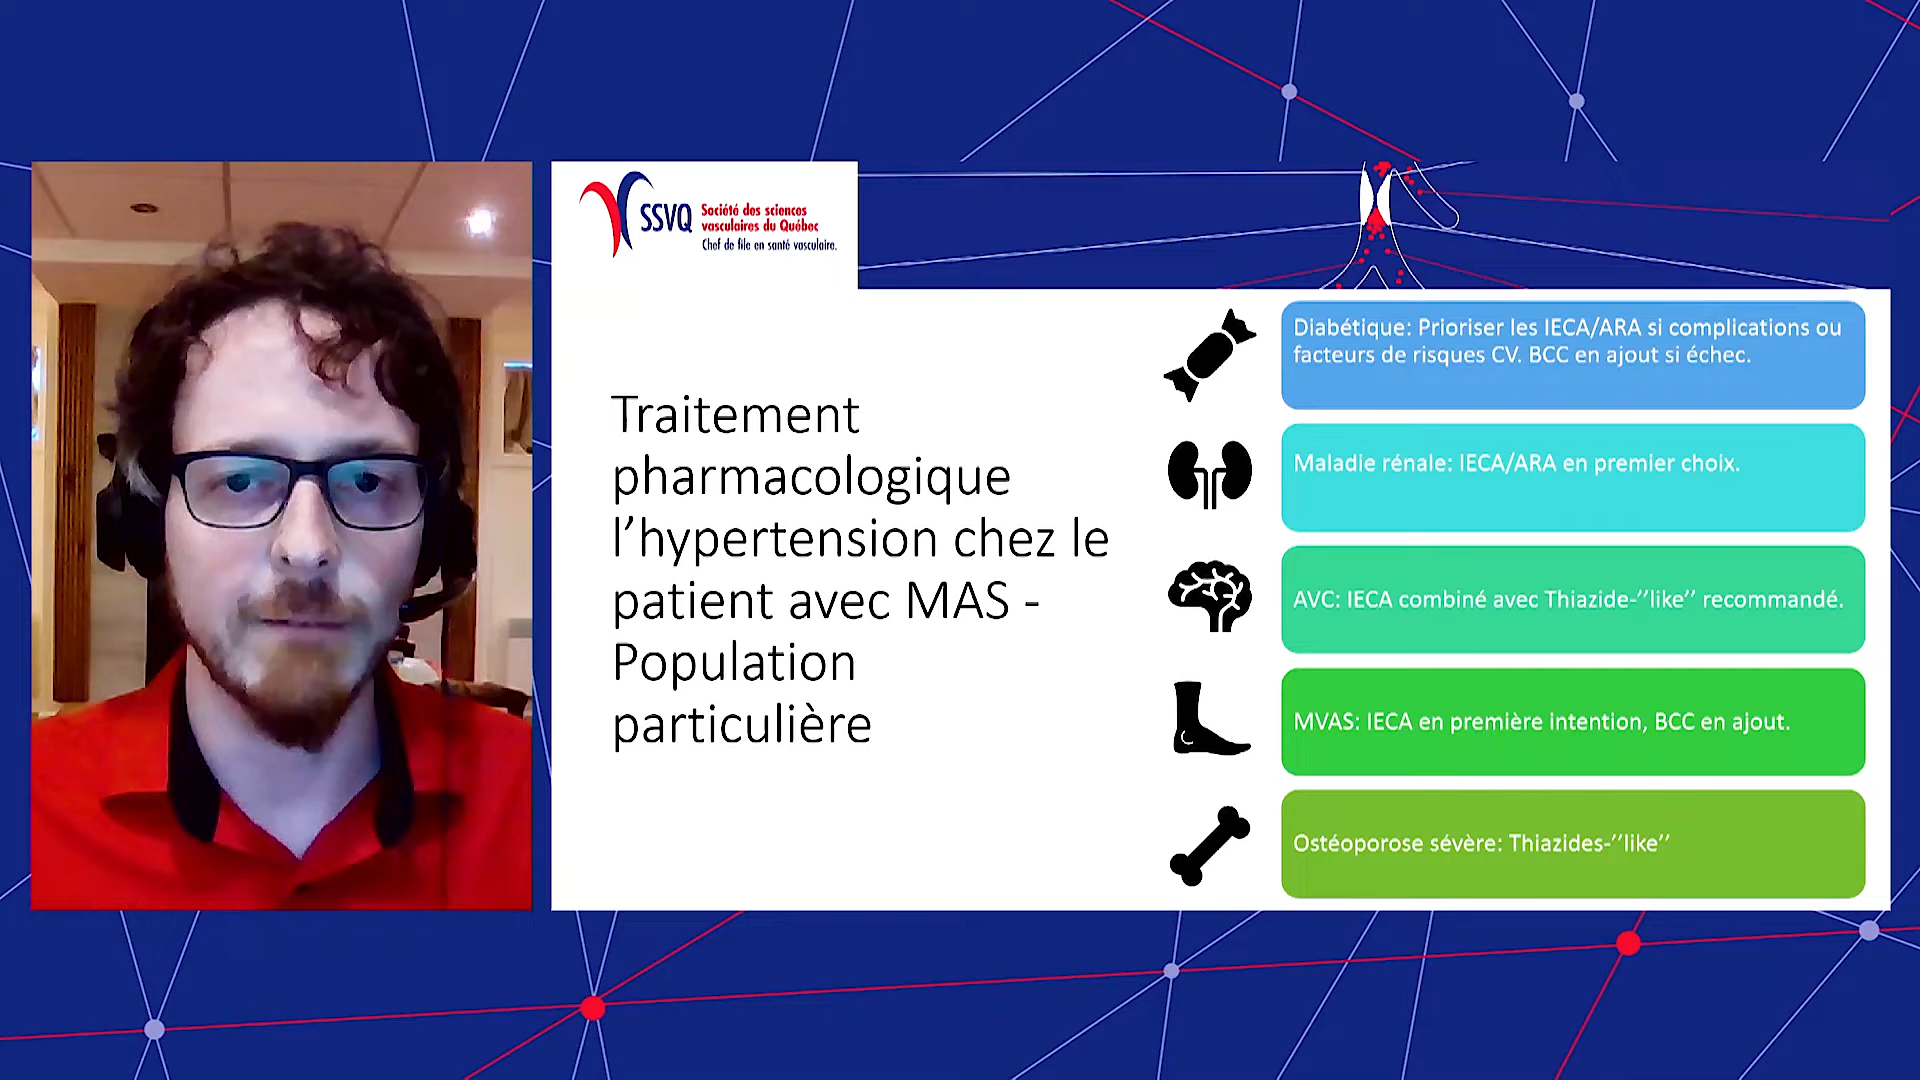 SSVQ
Société des sciences
vasculaires du Québec
Chef de file en santé vasculaire.
Traitement
pharmacologique
l’hypertension chez le
patient avec MAS -
Population
particulière
Diabétique: Prioriser les IECA/ARA si complications ou
facteurs de risques CV. BCC en ajout si échec.
Maladie rénale: IECA/ARA en premier choix.
AVC: IECA combiné avec Thiazide-’’like’’ recommandé.
MVAS: IECA en première intention, BCC en ajout.
Ostéoporose sévère: Thiazides-’’like’’